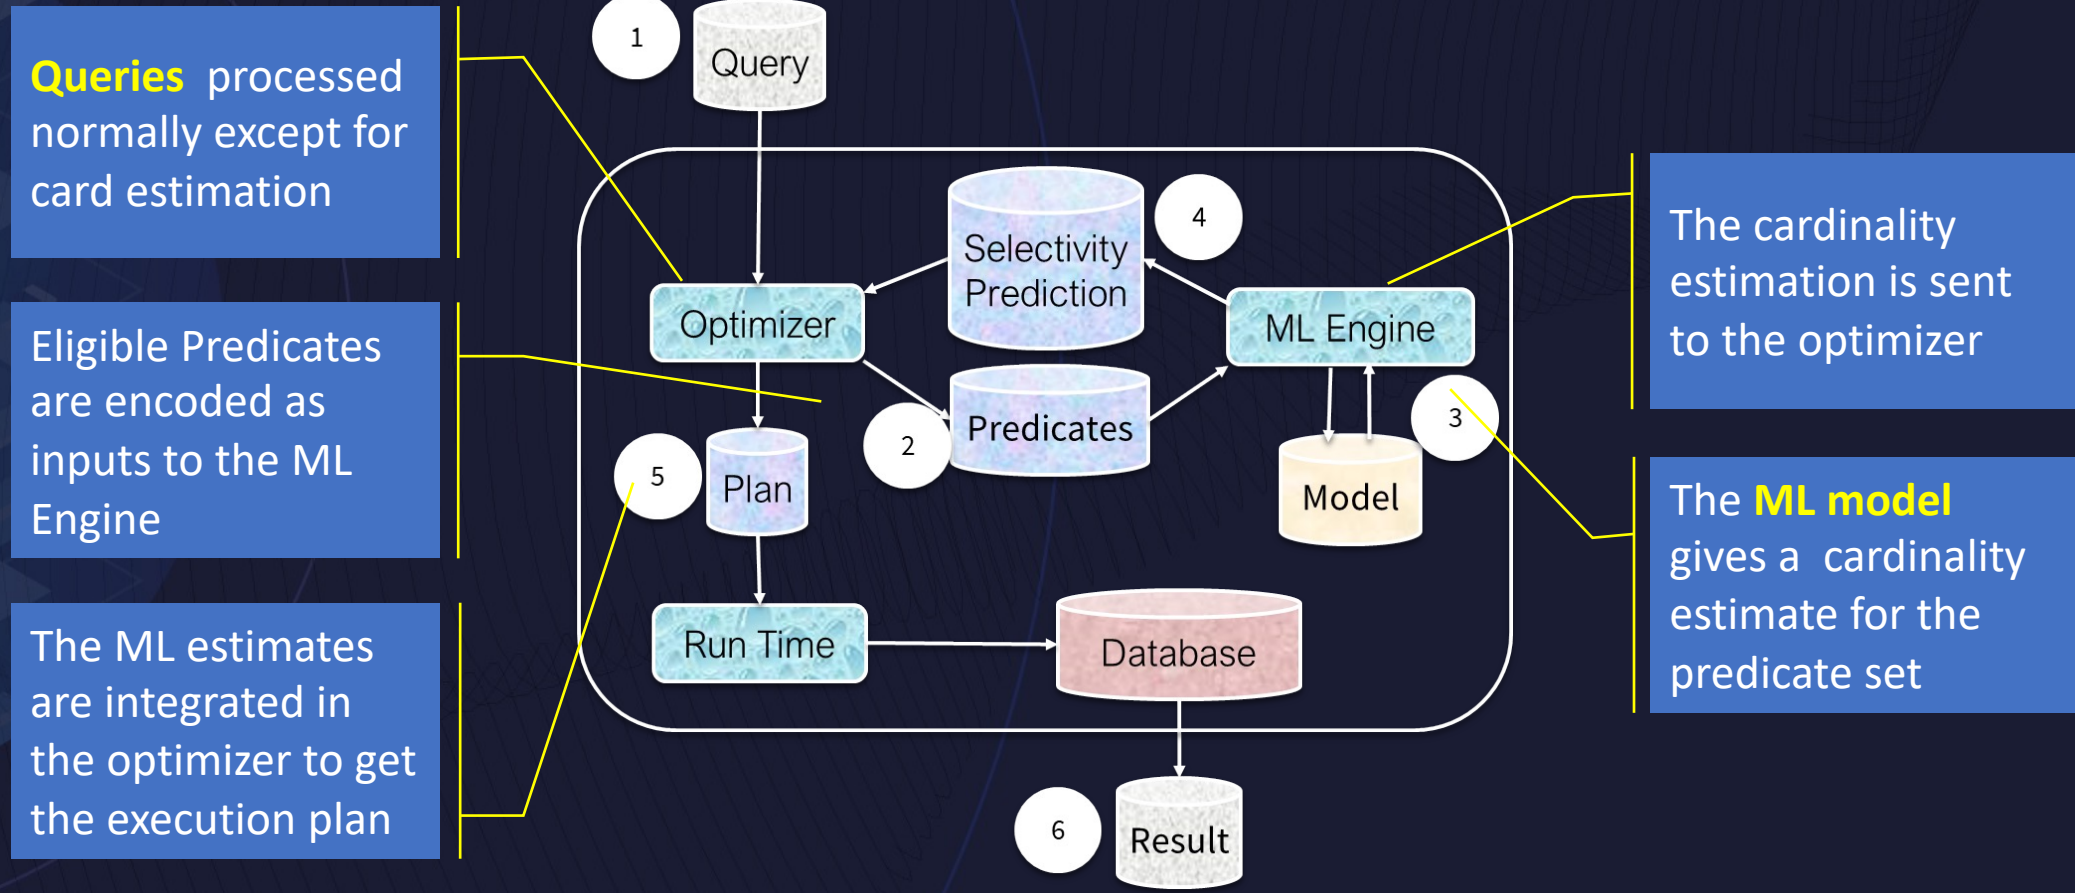 Queries processed
normally except for
card estimation
Eligible Predicates
are encoded as
inputs to the ML
Engine
The ML estimates
are integrated in
the optimizer to get
the execution plan
1
Query
Selectivity
Prediction
4
Optimizer
ML Engine
Predicates
2
3
5
Plan
Model
Run Time
Database
6
Result
The cardinality
estimation is sent
to the optimizer
The ML model
gives a cardinality
estimate for the
predicate set